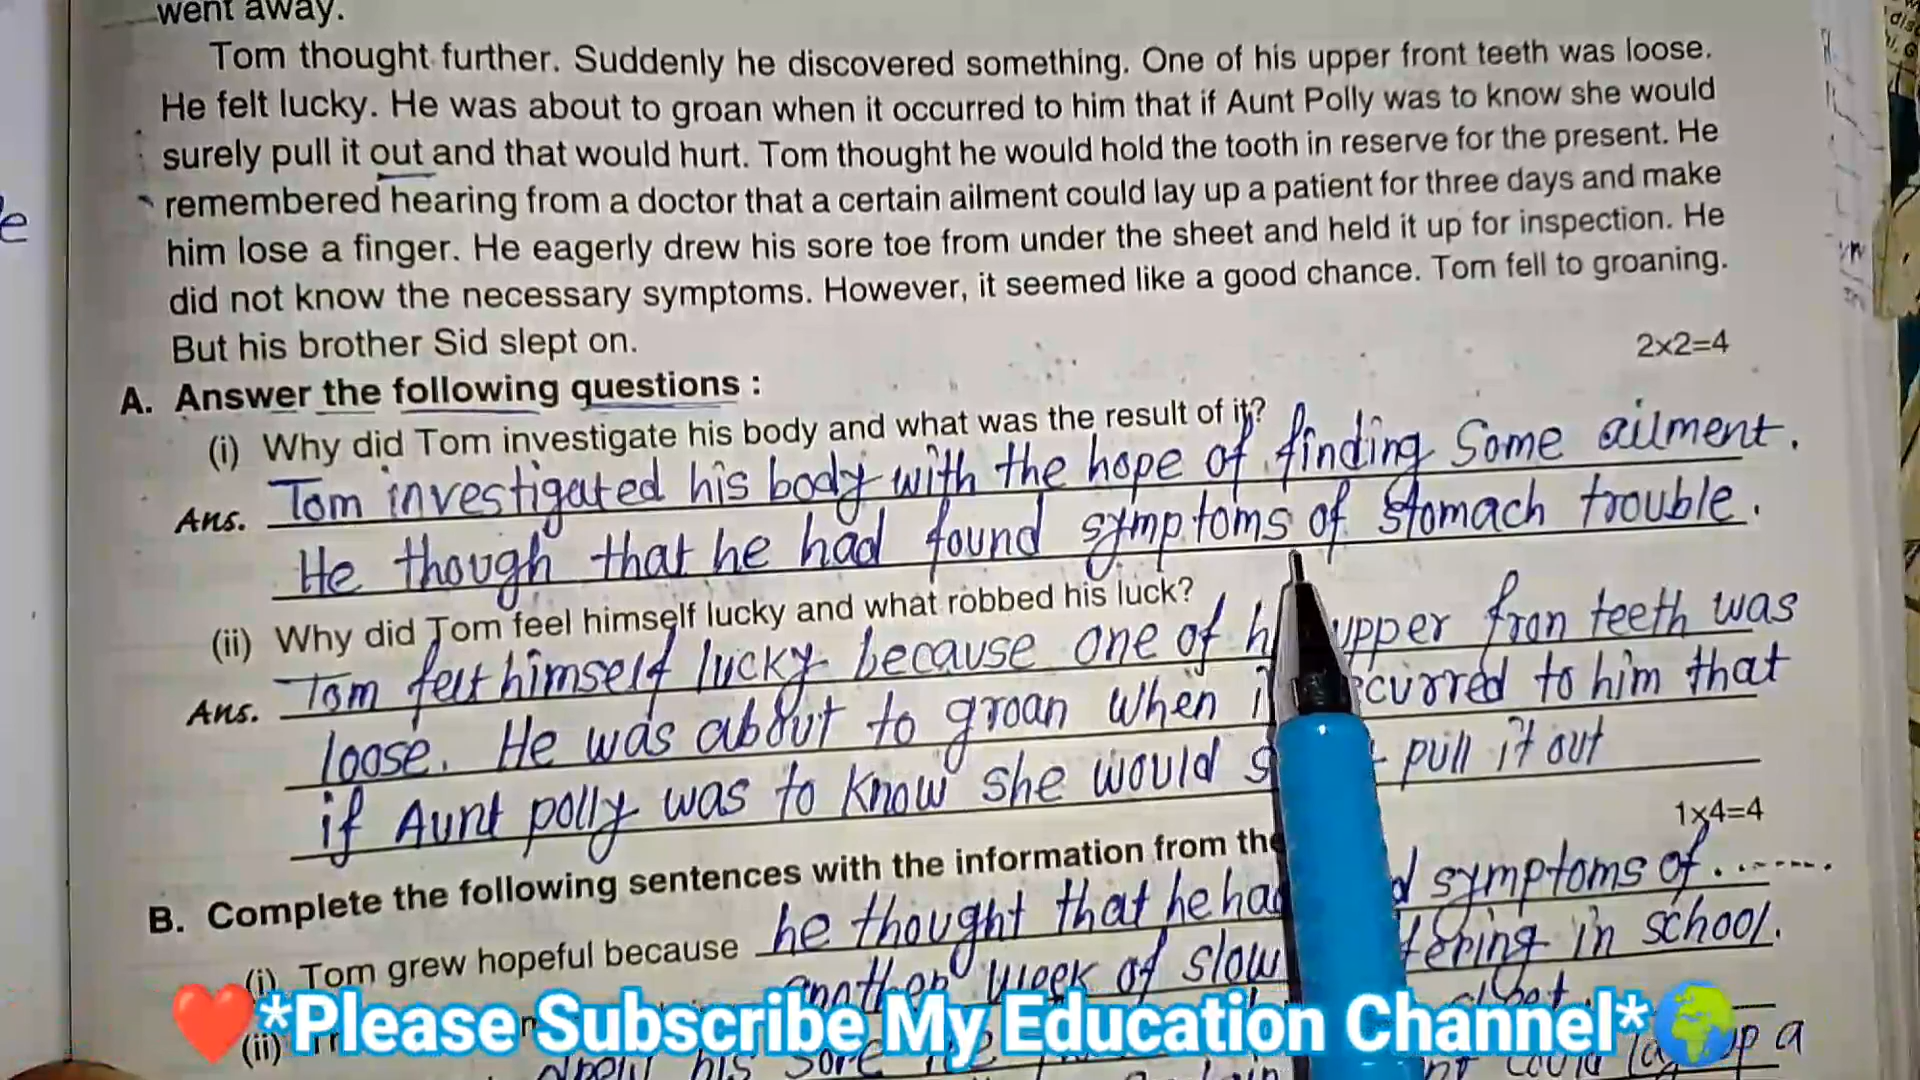 went away.
Tom thought further. Suddenly he discovered something. One of his upper front teeth was loose.
He felt lucky. He was about to groan when it occurred to him that if Aunt Polly was to know she would
surely pull it out and that would hurt. Tom thought he would hold the tooth in reserve for the present. He
remembered hearing from a doctor that a certain ailment could lay up a patient for three days and make
him lose a finger. He eagerly drew his sore toe from under the sheet and held it up for inspection. He
did not know the necessary symptoms. However, it seemed like a good chance. Tom fell to groaning.
But his brother Sid slept on.
2x2=4
A. Answer the following questions :
(i) Why did Tom investigate his body and what was the result of it?
Ans. Tom investigated his body with the hope of finding Some ailment.
He though that he had found symptoms of stomach trouble.
(ii) Why did Tom feel himself lucky and what robbed his luck?
Ans. Tom felt himself lucky because one of upper fron teeth was
loose. He was about to groan when to him that
if Aunt polly was to know she would pull it out
1x4=4
B. Complete the following sentences with the information from
(i) Tom grew hopeful because he thought that he had symptoms of.......
another week of slow in school.
(ii)
his sore could up a
❤*Please Subscribe My Education Channel*🌍